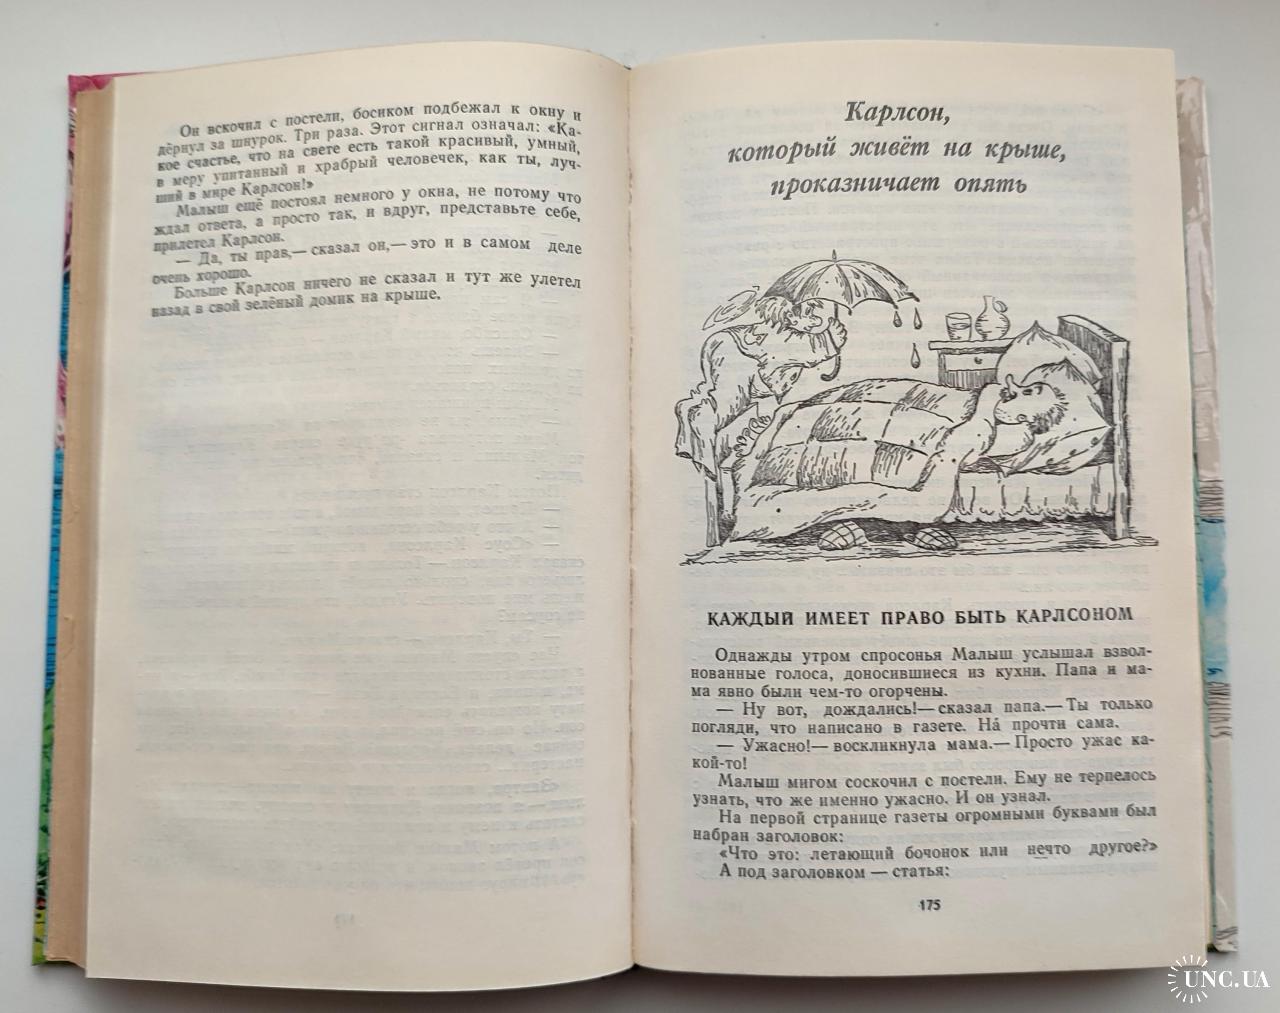 Он вскочил с постели, босиком подбежал к окну и
дёрнул за шнурок. Три раза. Этот сигнал означал: «Ка-
кое счастье, что на свете есть такой красивый, умный,
в меру упитанный и храбрый человечек, как ты, луч-
ший в мире Карлсон!»
Малыш ещё постоял немного у окна, не потому что
ждал ответа, а просто так, и вдруг, представьте себе,
прилетел Карлсон.
— Да, ты прав,— сказал он,— это и в самом деле
очень хорошо.
Больше Карлсон ничего не сказал и тут же улетел
назад в свой зелёный домик на крыше.
Карлсон,
который живёт на крыше,
проказничает опять
КАЖДЫЙ ИМЕЕТ ПРАВО БЫТЬ КАРЛСОНОМ
Однажды утром спросонья Малыш услышал взвол-
нованные голоса, доносившиеся из кухни. Папа и ма-
ма явно были чем-то огорчены.
— Ну вот, дождались!— сказал папа.— Ты только
погляди, что написано в газете. На́ прочти сама.
— Ужасно!— воскликнула мама.— Просто ужас ка-
кой-то!
Малыш мигом соскочил с постели. Ему не терпелось
узнать, что же именно ужасно. И он узнал.
На первой странице газеты огромными буквами был
набран заголовок:
«Что это: летающий бочонок или нечто другое?»
А под заголовком — статья:
175
UNC.UA